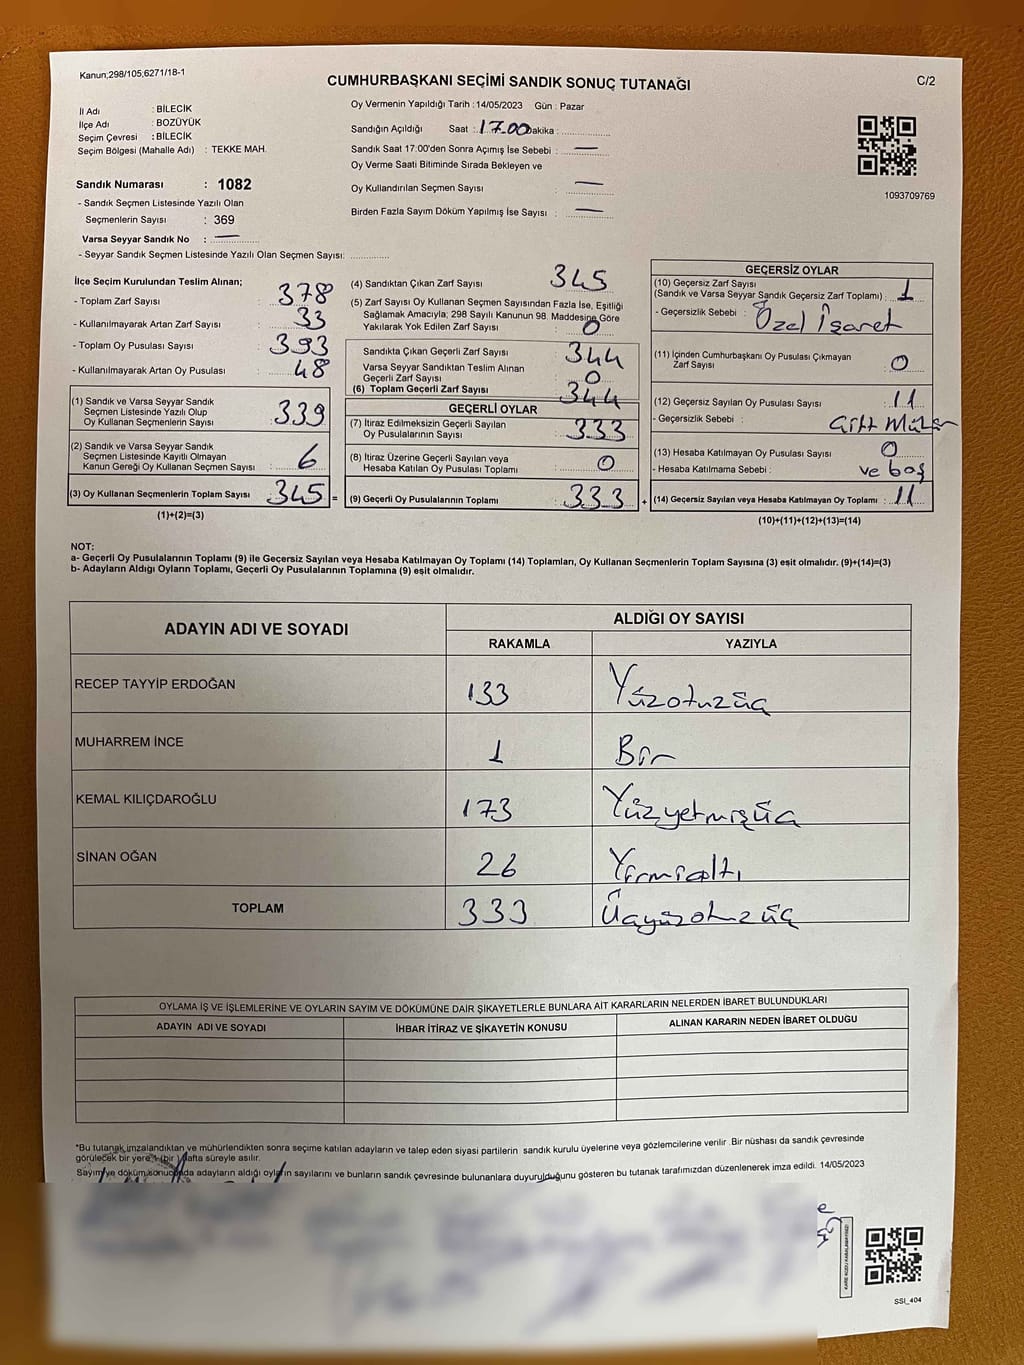 Kanun;298/105;6271/18-1
CUMHURBAŞKANI SEÇİMİ SANDIK SONUÇ TUTANAĞI
C/2
İl Adı : BİLECİK
İlçe Adı : BOZÜYÜK
Seçim Çevresi : BİLECİK
Seçim Bölgesi (Mahalle Adı) : TEKKE MAH.
Sandık Numarası : 1082
- Sandık Seçmen Listesinde Yazılı Olan
Seçmenlerin Sayısı : 369
Varsa Seyyar Sandık No : —
- Seyyar Sandık Seçmen Listesinde Yazılı Olan Seçmen Sayısı: ..............
Oy Vermenin Yapıldığı Tarih : 14/05/2023 Gün : Pazar
Sandığın Açıldığı Saat : 17.00 Dakika : ..............
Sandık Saat 17:00'den Sonra Açımış İse Sebebi : —
Oy Verme Saati Bitiminde Sırada Bekleyen ve
Oy Kullandırılan Seçmen Sayısı : —
Birden Fazla Sayım Döküm Yapılmış İse Sayısı : —
1093709769
İlçe Seçim Kurulundan Teslim Alınan;
- Toplam Zarf Sayısı : 378
- Kullanılmayarak Artan Zarf Sayısı : 33
- Toplam Oy Pusulası Sayısı : 393
- Kullanılmayarak Artan Oy Pusulası : 48
(1) Sandık ve Varsa Seyyar Sandık
Seçmen Listesinde Yazılı Olup
Oy Kullanan Seçmenlerin Sayısı : 339
(2) Sandık ve Varsa Seyyar Sandık
Seçmen Listesinde Kayıtlı Olmayan
Kanun Gereği Oy Kullanan Seçmen Sayısı : 6
(3) Oy Kullanan Seçmenlerin Toplam Sayısı : 345 =
(1)+(2)=(3)
(4) Sandıktan Çıkan Zarf Sayısı : 345
(5) Zarf Sayısı Oy Kullanan Seçmen Sayısından Fazla İse, Eşitliği
Sağlamak Amacıyla; 298 Sayılı Kanunun 98. Maddesine Göre
Yakılarak Yok Edilen Zarf Sayısı : 0
Sandıkta Çıkan Geçerli Zarf Sayısı : 344
Varsa Seyyar Sandıktan Teslim Alınan
Geçerli Zarf Sayısı : 0
(6) Toplam Geçerli Zarf Sayısı : 344
GEÇERLİ OYLAR
(7) İtiraz Edilmeksizin Geçerli Sayılan
Oy Pusulalarının Sayısı : 333
(8) İtiraz Üzerine Geçerli Sayılan veya
Hesaba Katılan Oy Pusulası Toplamı : 0
(9) Geçerli Oy Pusulalarının Toplamı : 333 +
GEÇERSİZ OYLAR
(10) Geçersiz Zarf Sayısı
(Sandık ve Varsa Seyyar Sandık Geçersiz Zarf Toplamı) : 1
- Geçersizlik Sebebi : Özel İşaret
(11) İçinden Cumhurbaşkanı Oy Pusulası Çıkmayan
Zarf Sayısı : 0
(12) Geçersiz Sayılan Oy Pusulası Sayısı : 11
- Geçersizlik Sebebi : Çift Mühür
(13) Hesaba Katılmayan Oy Pusulası Sayısı : 0
- Hesaba Katılmama Sebebi : ve boş
(14) Geçersiz Sayılan veya Hesaba Katılmayan Oy Toplamı : 11
(10)+(11)+(12)+(13)=(14)
NOT:
a- Geçerli Oy Pusulalarının Toplamı (9) ile Geçersiz Sayılan veya Hesaba Katılmayan Oy Toplamı (14) Toplamları, Oy Kullanan Seçmenlerin Toplam Sayısına (3) eşit olmalıdır. (9)+(14)=(3)
b- Adayların Aldığı Oyların Toplamı, Geçerli Oy Pusulalarının Toplamına (9) eşit olmalıdır.
ADAYIN ADI VE SOYADI
ALDIĞI OY SAYISI
RAKAMLA YAZIYLA
RECEP TAYYİP ERDOĞAN 133 Yüzotuzüç
MUHARREM İNCE 1 Bir
KEMAL KILIÇDAROĞLU 173 Yüzyetmişüç
SİNAN OĞAN 26 Yirmialtı
TOPLAM 333 Üçyüzotuzüç
OYLAMA İŞ VE İŞLEMLERİNE VE OYLARIN SAYIM VE DÖKÜMÜNE DAİR ŞİKAYETLERLE BUNLARA AİT KARARLARIN NELERDEN İBARET BULUNDUKLARI
ADAYIN ADI VE SOYADI İHBAR İTİRAZ VE ŞİKAYETİN KONUSU ALINAN KARARIN NEDEN İBARET OLDUĞU
*Bu tutanak imzalandıktan ve mühürlendikten sonra seçime katılan adayların ve talep eden siyasi partilerin sandık kurulu üyelerine veya gözlemcilerine verilir. Bir nüshası da sandık çevresinde
görülecek bir yere 1 (bir) hafta süreyle asılır.
Sayım ve döküm sonucunda adayların aldığı oyların sayılarını ve bunların sandık çevresinde bulunanlara duyurulduğunu gösteren bu tutanak tarafımızdan düzenlenerek imza edildi. 14/05/2023
SSI_404